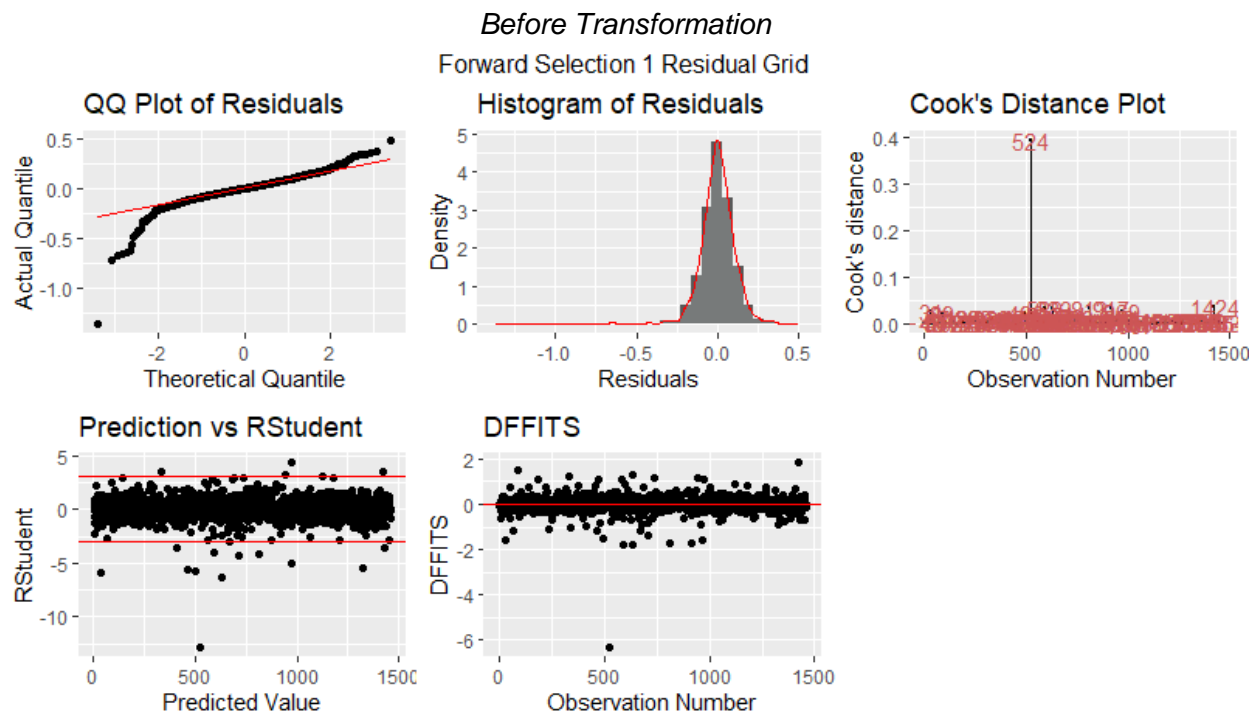 Before Transformation
Forward Selection 1 Residual Grid
QQ Plot of Residuals
Actual Quantile
0.5
0.0
-0.5
-1.0
-2
0
2
Theoretical Quantile
Histogram of Residuals
Density
5
4
3
2
1
0
-1.0
-0.5
0.0
0.5
Residuals
Cook's Distance Plot
Cook's distance
0.4
0.3
0.2
0.1
0.0
524
1424
0
500
1000
1500
Observation Number
Prediction vs RStudent
RStudent
5
0
-5
-10
0
500
1000
1500
Predicted Value
DFFITS
DFFITS
2
0
-2
-4
-6
0
500
1000
1500
Observation Number